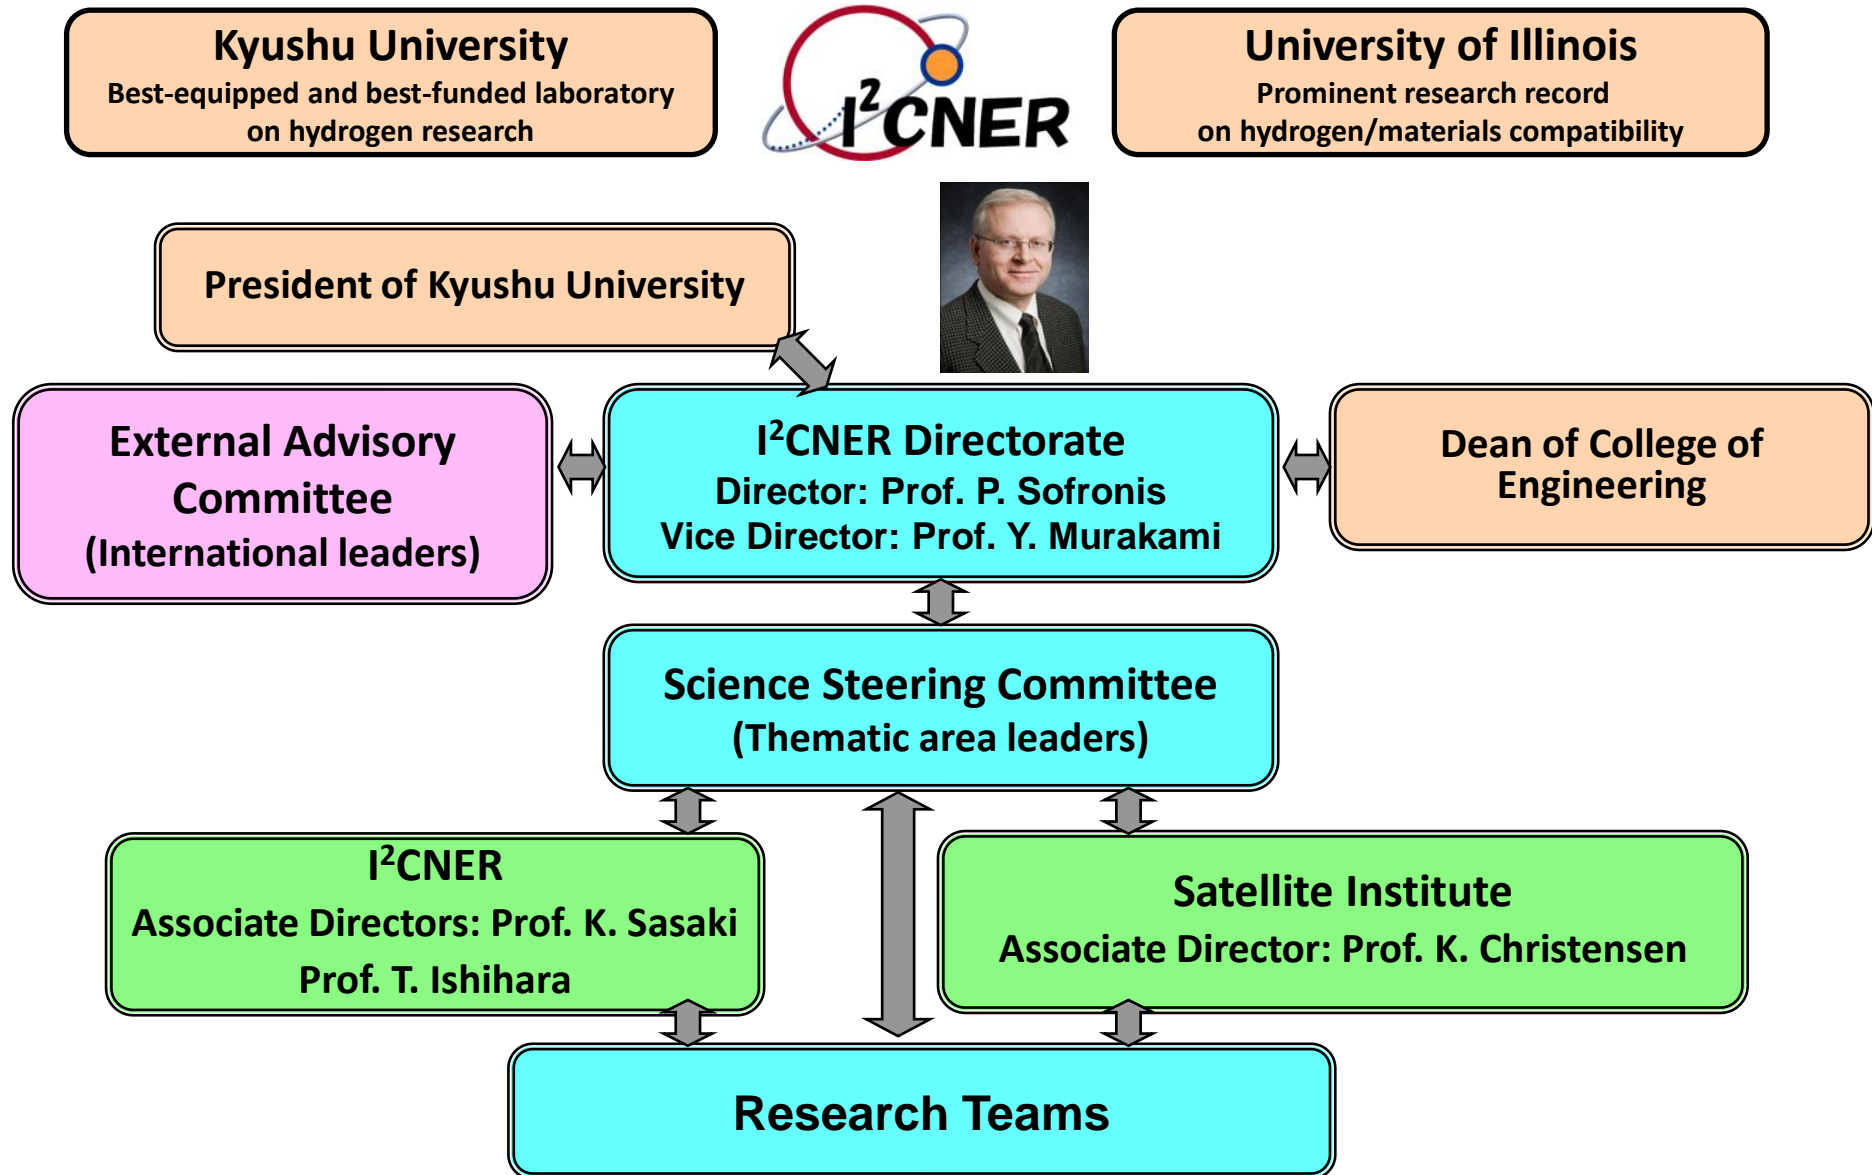 Kyushu University
Best-equipped and best-funded laboratory
on hydrogen research
I²CNER
University of Illinois
Prominent research record
on hydrogen/materials compatibility
President of Kyushu University
External Advisory
Committee
(International leaders)
I²CNER Directorate
Director: Prof. P. Sofronis
Vice Director: Prof. Y. Murakami
Dean of College of
Engineering
Science Steering Committee
(Thematic area leaders)
I²CNER
Associate Directors: Prof. K. Sasaki
Prof. T. Ishihara
Satellite Institute
Associate Director: Prof. K. Christensen
Research Teams